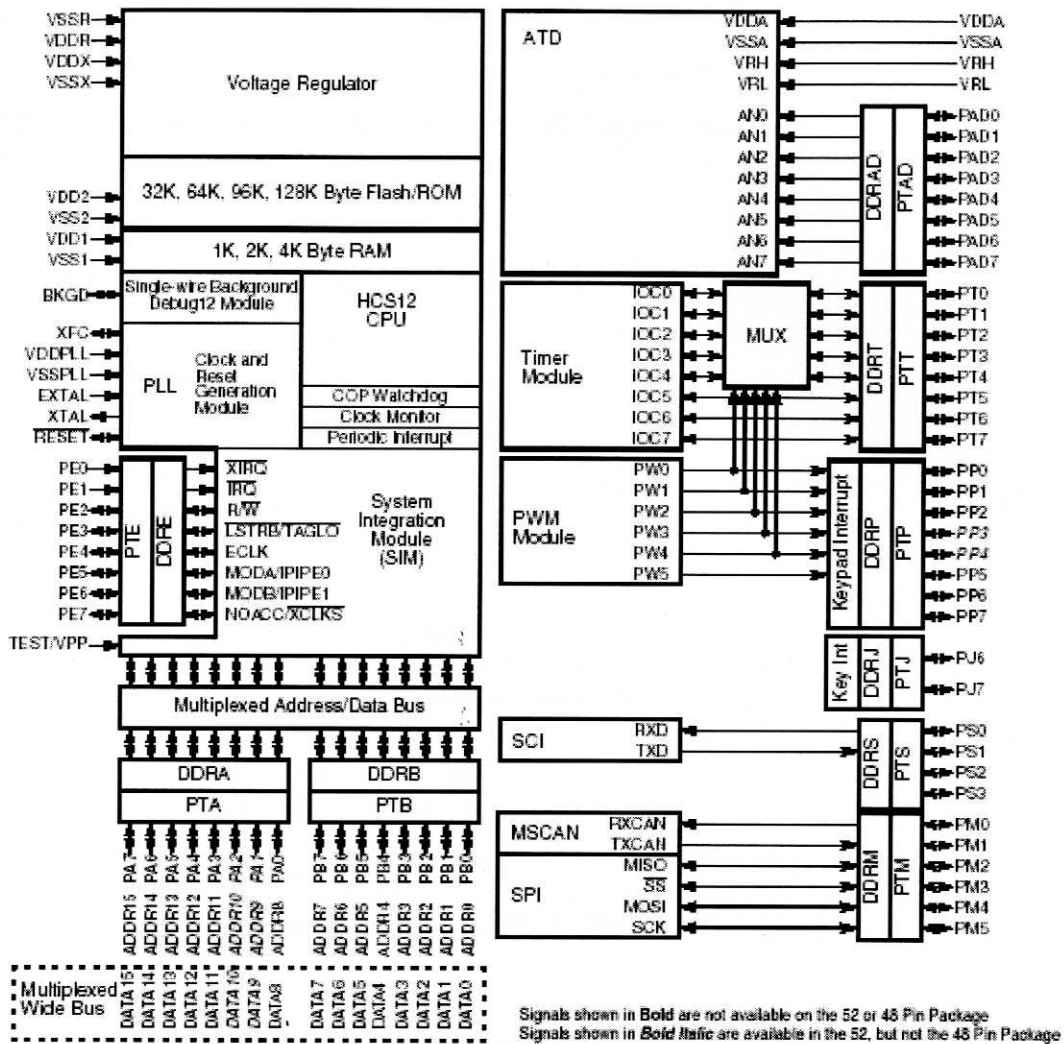 VSSR
VDDR
VDDX
VSSX
Voltage Regulator
32K, 64K, 96K, 128K Byte Flash/ROM
VDD2
VSS2
VDD1
VSS1
1K, 2K, 4K Byte RAM
BKGD
Single-wire Background
Debug12 Module
HCS12
CPU
XFC
VDDPLL
VSSPLL
EXTAL
XTAL
RESET
PLL
Clock and
Reset
Generation
Module
COP Watchdog
Clock Monitor
Periodic Interrupt
PE0
PE1
PE2
PE3
PE4
PE5
PE6
PE7
TEST/VPP
PTE
DDRE
XIRQ
IRQ
R/W
LSTRB/TAGLO
ECLK
MODA/IPIPE0
MODB/IPIPE1
NOACC/XCLKS
System
Integration
Module
(SIM)
Multiplexed Address/Data Bus
DDRA
DDRB
PTA
PTB
PA7
PA6
PA5
PA4
PA3
PA2
PA1
PA0
PB7
PB6
PB5
PB4
PB3
PB2
PB1
PB0
ADDR15
ADDR14
ADDR13
ADDR12
ADDR11
ADDR10
ADDR9
ADDR8
ADDR7
ADDR6
ADDR5
ADDR4
ADDR3
ADDR2
ADDR1
ADDR0
Multiplexed
Wide Bus
DATA15
DATA14
DATA13
DATA12
DATA11
DATA10
DATA9
DATA8
DATA7
DATA6
DATA5
DATA4
DATA3
DATA2
DATA1
DATA0
ATD
VDDA
VSSA
VRH
VRL
VDDA
VSSA
VRH
VRL
AN0
AN1
AN2
AN3
AN4
AN5
AN6
AN7
DDRAD
PTAD
PAD0
PAD1
PAD2
PAD3
PAD4
PAD5
PAD6
PAD7
Timer
Module
IOC0
IOC1
IOC2
IOC3
IOC4
IOC5
IOC6
IOC7
MUX
DDRT
PTT
PT0
PT1
PT2
PT3
PT4
PT5
PT6
PT7
PWM
Module
PW0
PW1
PW2
PW3
PW4
PW5
Keypad Interrupt
DDRP
PTP
PP0
PP1
PP2
PP3
PP4
PP5
PP6
PP7
Key Int
DDRJ
PTJ
PJ6
PJ7
SCI
RXD
TXD
DDRS
PTS
PS0
PS1
PS2
PS3
MSCAN
RXCAN
TXCAN
SPI
MISO
SS
MOSI
SCK
DDRM
PTM
PM0
PM1
PM2
PM3
PM4
PM5
Signals shown in Bold are not available on the 52 or 48 Pin Package
Signals shown in Bold Italic are available in the 52, but not the 48 Pin Package